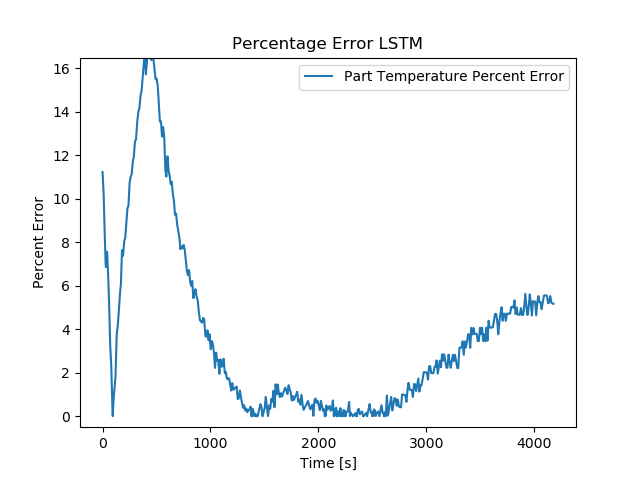 Percentage Error LSTM
Part Temperature Percent Error
Percent Error
16
14
12
10
8
6
4
2
0
0 1000 2000 3000 4000
Time [s]